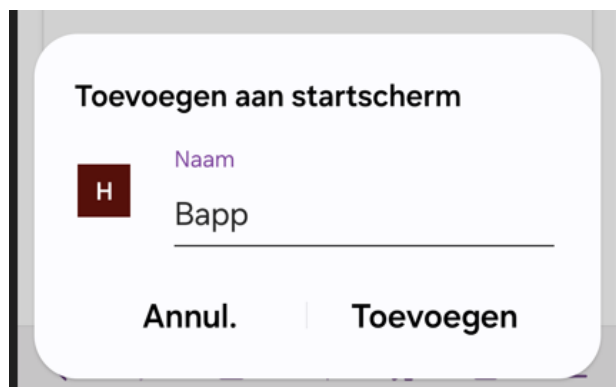 Toevoegen aan startscherm
Naam
H
Bapp
Annul.
Toevoegen